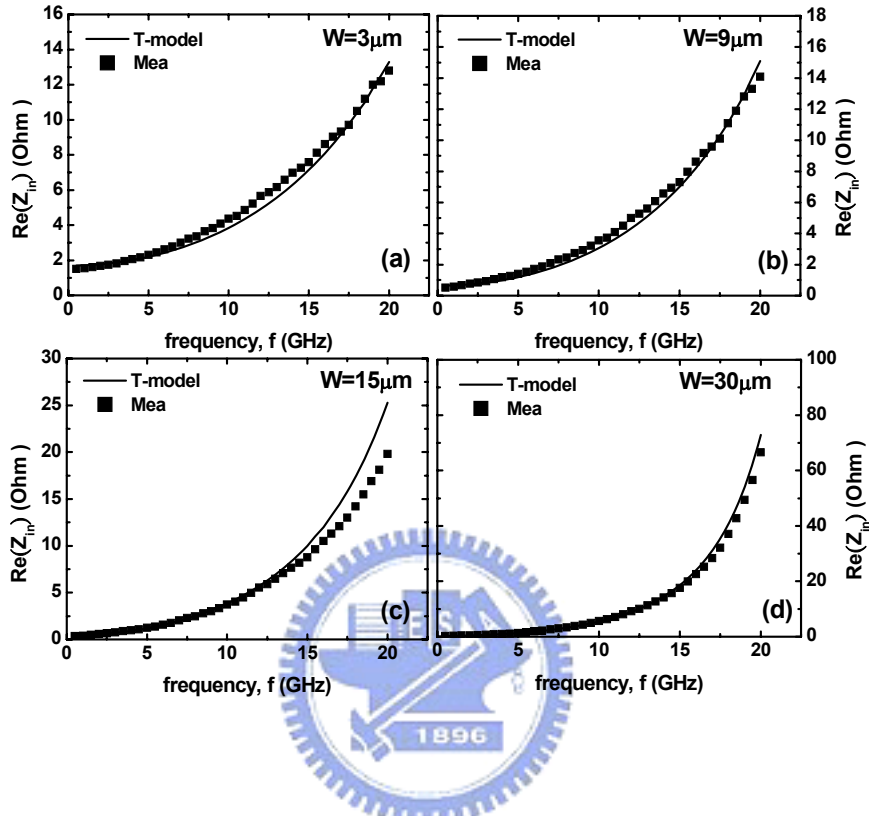 16
14
12
10
8
6
4
2
0
Re(Z_in) (Ohm)
T-model
Mea
W=3μm
(a)
0 5 10 15 20
frequency, f (GHz)
18
16
14
12
10
8
6
4
2
0
Re(Z_in) (Ohm)
T-model
Mea
W=9μm
(b)
0 5 10 15 20
frequency, f (GHz)
30
25
20
15
10
5
0
Re(Z_in) (Ohm)
T-model
Mea
W=15μm
(c)
0 5 10 15 20
frequency, f (GHz)
100
80
60
40
20
0
Re(Z_in) (Ohm)
T-model
Mea
W=30μm
(d)
0 5 10 15 20
frequency, f (GHz)
1896